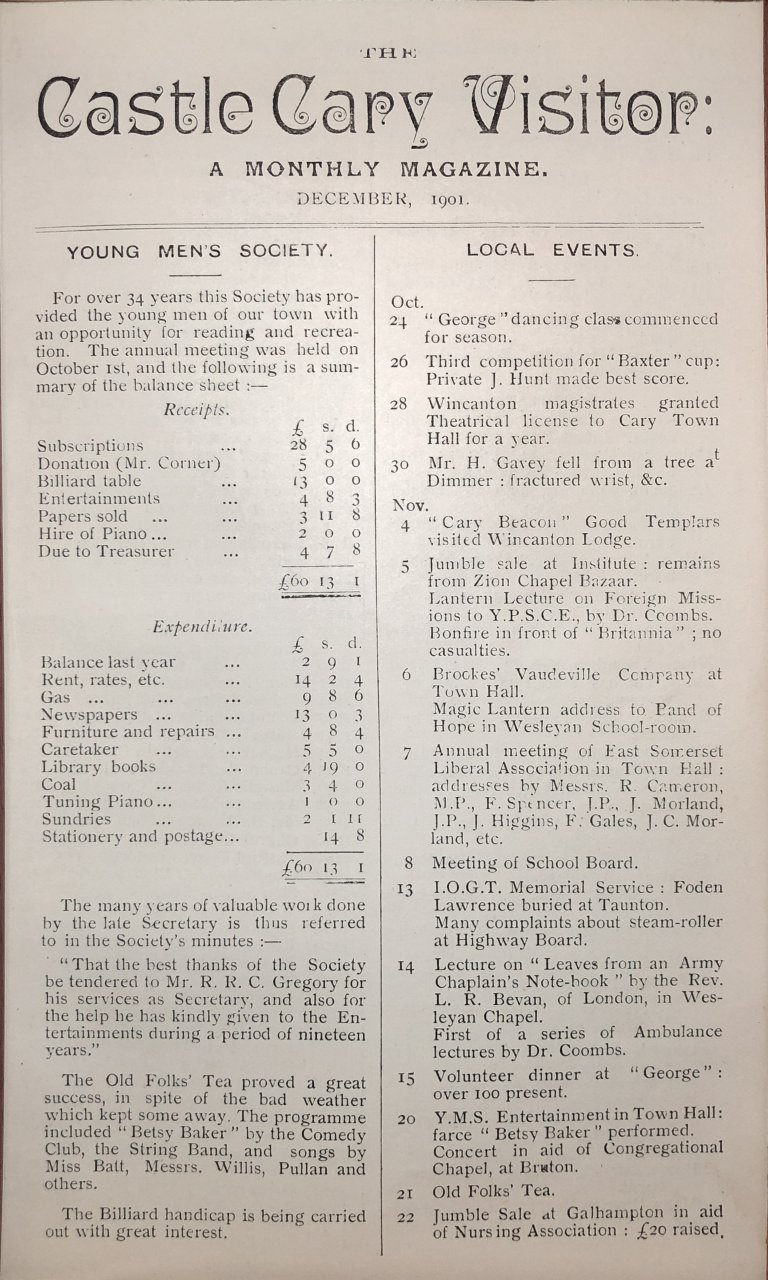 THE
Castle Cary Visitor:
A MONTHLY MAGAZINE.
DECEMBER, 1901.
YOUNG MEN'S SOCIETY.
For over 34 years this Society has pro-
vided the young men of our town with
an opportunity for reading and recrea-
tion. The annual meeting was held on
October 1st, and the following is a sum-
mary of the balance sheet :—
Receipts.
£ s. d.
Subscriptions ... 28 5 6
Donation (Mr. Corner) 5 0 0
Billiard table ... 13 0 0
Entertainments ... 4 8 3
Papers sold ... ... 3 11 8
Hire of Piano ... ... 2 0 0
Due to Treasurer ... 4 7 8
£60 13 1
Expenditure.
£ s. d.
Balance last year ... 2 9 1
Rent, rates, etc. ... 14 2 4
Gas ... ... ... 9 8 6
Newspapers ... ... 13 0 3
Furniture and repairs ... 4 8 4
Caretaker ... ... 5 5 0
Library books ... 4 19 0
Coal ... ... 3 4 0
Tuning Piano ... ... 1 0 0
Sundries ... ... 2 1 11
Stationery and postage... 14 8
£60 13 1
The many years of valuable work done
by the late Secretary is thus referred
to in the Society's minutes :—
"That the best thanks of the Society
be tendered to Mr. R. R. C. Gregory for
his services as Secretary, and also for
the help he has kindly given to the En-
tertainments during a period of nineteen
years."
The Old Folks' Tea proved a great
success, in spite of the bad weather
which kept some away. The programme
included "Betsy Baker" by the Comedy
Club, the String Band, and songs by
Miss Batt, Messrs. Willis, Pullan and
others.
The Billiard handicap is being carried
out with great interest.
LOCAL EVENTS.
Oct.
24 "George" dancing class commenced
for season.
26 Third competition for "Baxter" cup:
Private J. Hunt made best score.
28 Wincanton magistrates granted
Theatrical license to Cary Town
Hall for a year.
30 Mr. H. Gavey fell from a tree at
Dimmer : fractured wrist, &c.
Nov.
4 "Cary Beacon" Good Templars
visited Wincanton Lodge.
5 Jumble sale at Institute : remains
from Zion Chapel Bazaar.
Lantern Lecture on Foreign Miss-
ions to Y.P.S.C.E., by Dr. Coombs.
Bonfire in front of "Britannia" ; no
casualties.
6 Brookes' Vaudeville Company at
Town Hall.
Magic Lantern address to Band of
Hope in Wesleyan School-room.
7 Annual meeting of East Somerset
Liberal Association in Town Hall :
addresses by Messrs. R. Cameron,
M.P., F. Spencer, J.P., J. Morland,
J.P., J. Higgins, F. Gales, J. C. Mor-
land, etc.
8 Meeting of School Board.
13 I.O.G.T. Memorial Service : Foden
Lawrence buried at Taunton.
Many complaints about steam-roller
at Highway Board.
14 Lecture on "Leaves from an Army
Chaplain's Note-book" by the Rev.
L. R. Bevan, of London, in Wes-
leyan Chapel.
First of a series of Ambulance
lectures by Dr. Coombs.
15 Volunteer dinner at "George" :
over 100 present.
20 Y.M.S. Entertainment in Town Hall:
farce "Betsy Baker" performed.
Concert in aid of Congregational
Chapel, at Bruton.
21 Old Folks' Tea.
22 Jumble Sale at Galhampton in aid
of Nursing Association : £20 raised.